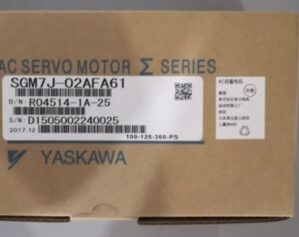 AC SERVO MOTOR Σ SERIES
SGM7J-02AFA61
O/N: R04514-1A-25
S/N: D1505002240025
2017.12
100-125-360-PS
YASKAWA
AC伺服电机